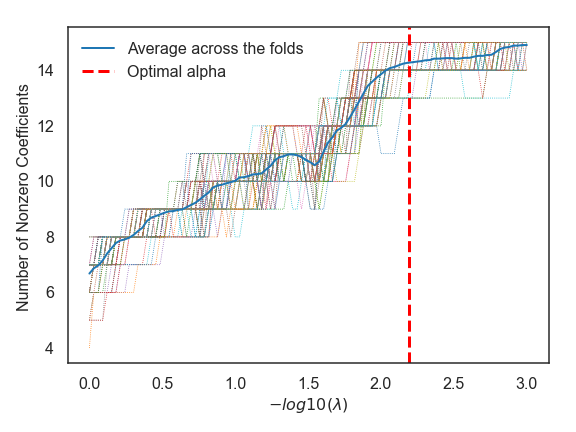 Average across the folds
Optimal alpha
Number of Nonzero Coefficients
14
12
10
8
6
4
0.0 0.5 1.0 1.5 2.0 2.5 3.0
−log10(λ)